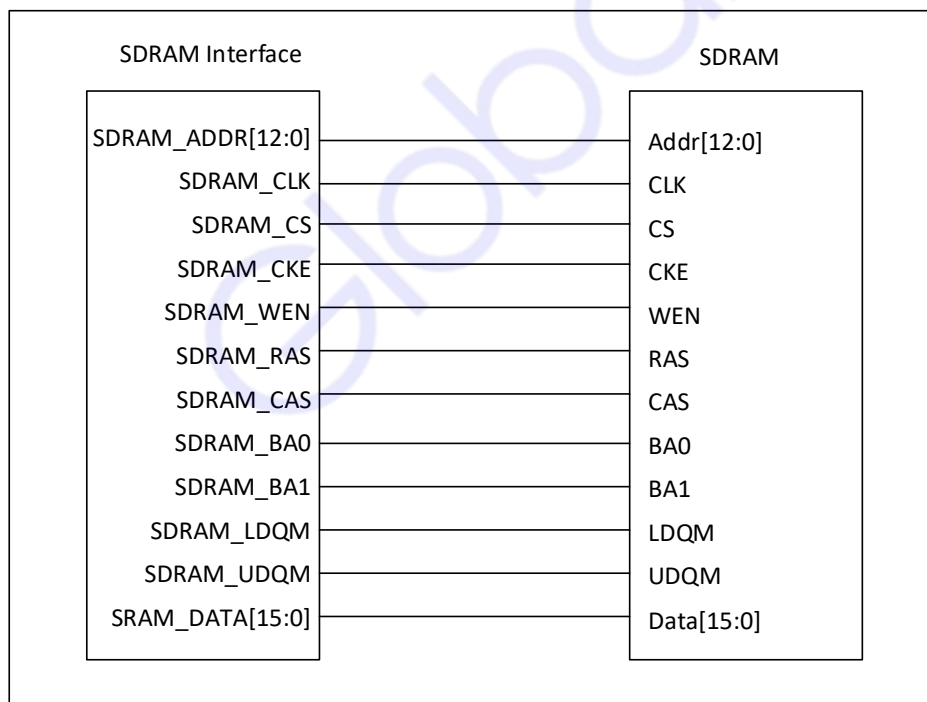 SDRAM Interface
SDRAM
SDRAM_ADDR[12:0]
Addr[12:0]
SDRAM_CLK
CLK
SDRAM_CS
CS
SDRAM_CKE
CKE
SDRAM_WEN
WEN
SDRAM_RAS
RAS
SDRAM_CAS
CAS
SDRAM_BA0
BA0
SDRAM_BA1
BA1
SDRAM_LDQM
LDQM
SDRAM_UDQM
UDQM
SRAM_DATA[15:0]
Data[15:0]